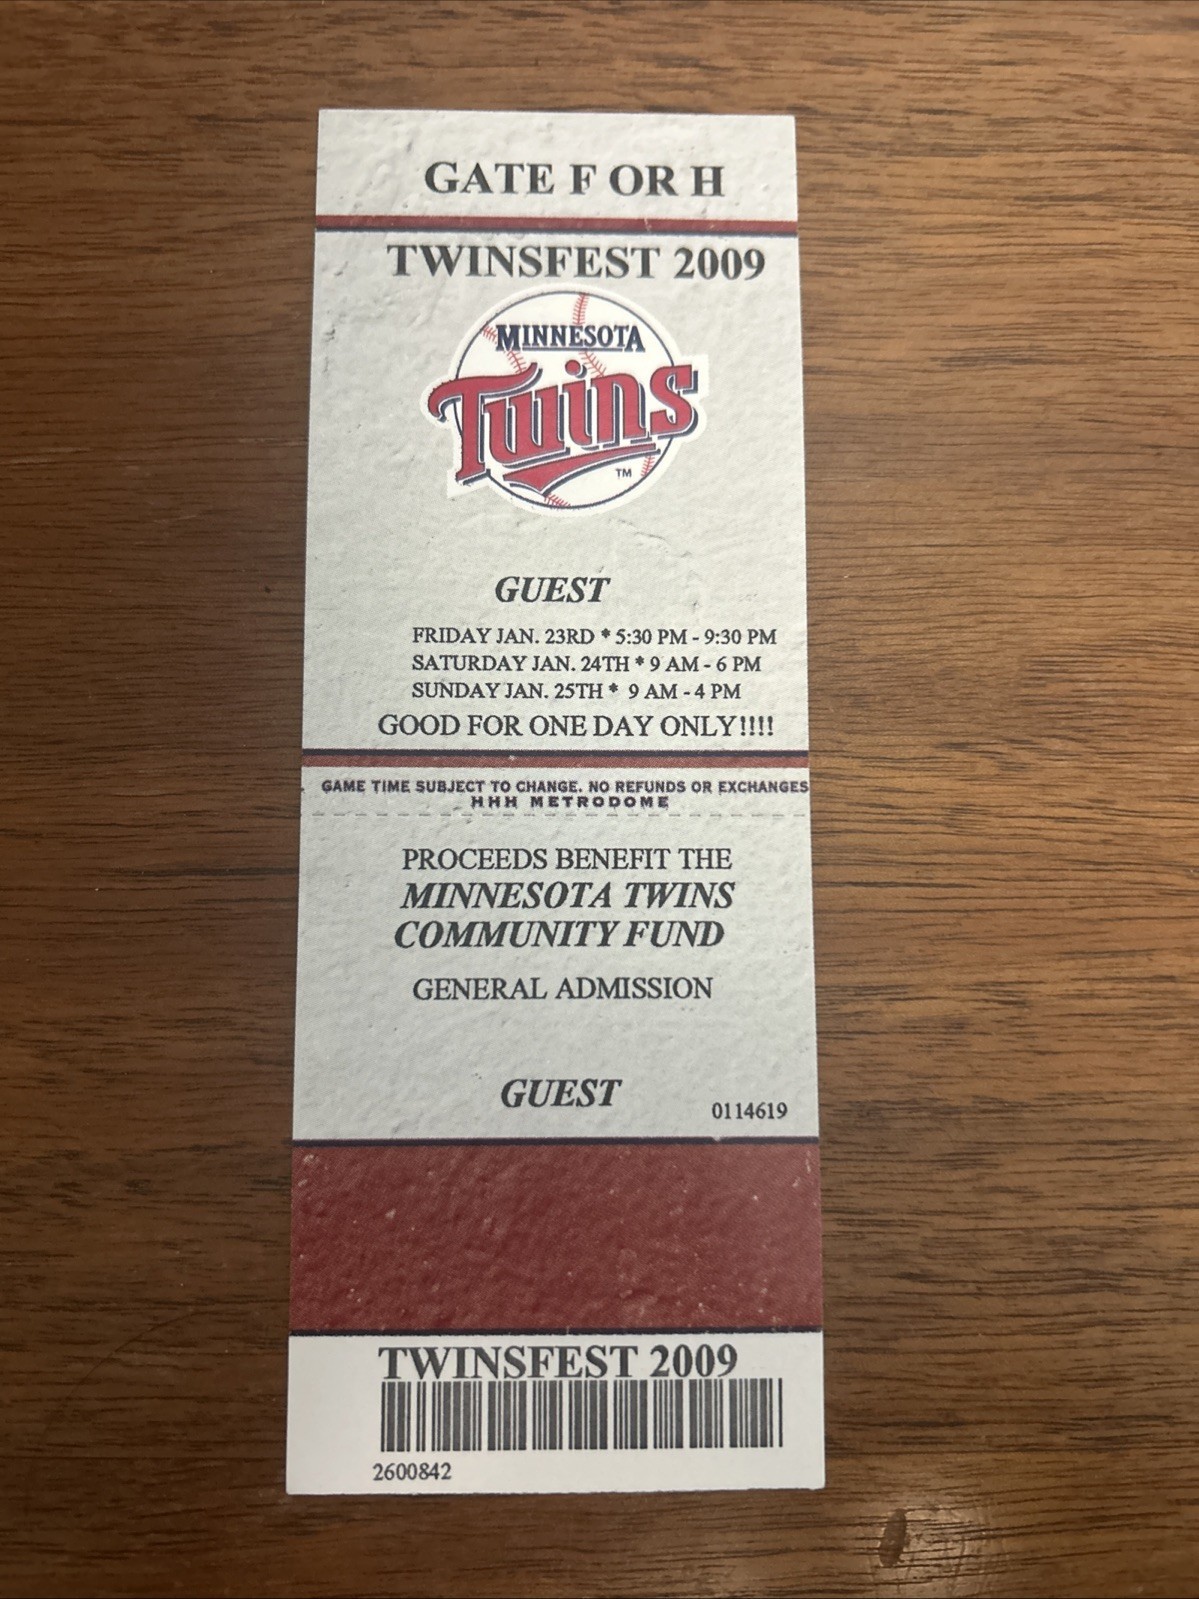 GATE F OR H
TWINSFEST 2009
MINNESOTA
Twins
TM
GUEST
FRIDAY JAN. 23RD * 5:30 PM - 9:30 PM
SATURDAY JAN. 24TH * 9 AM - 6 PM
SUNDAY JAN. 25TH * 9 AM - 4 PM
GOOD FOR ONE DAY ONLY!!!!
GAME TIME SUBJECT TO CHANGE. NO REFUNDS OR EXCHANGES
HHH METRODOME
PROCEEDS BENEFIT THE
MINNESOTA TWINS
COMMUNITY FUND
GENERAL ADMISSION
GUEST
0114619
TWINSFEST 2009
2600842